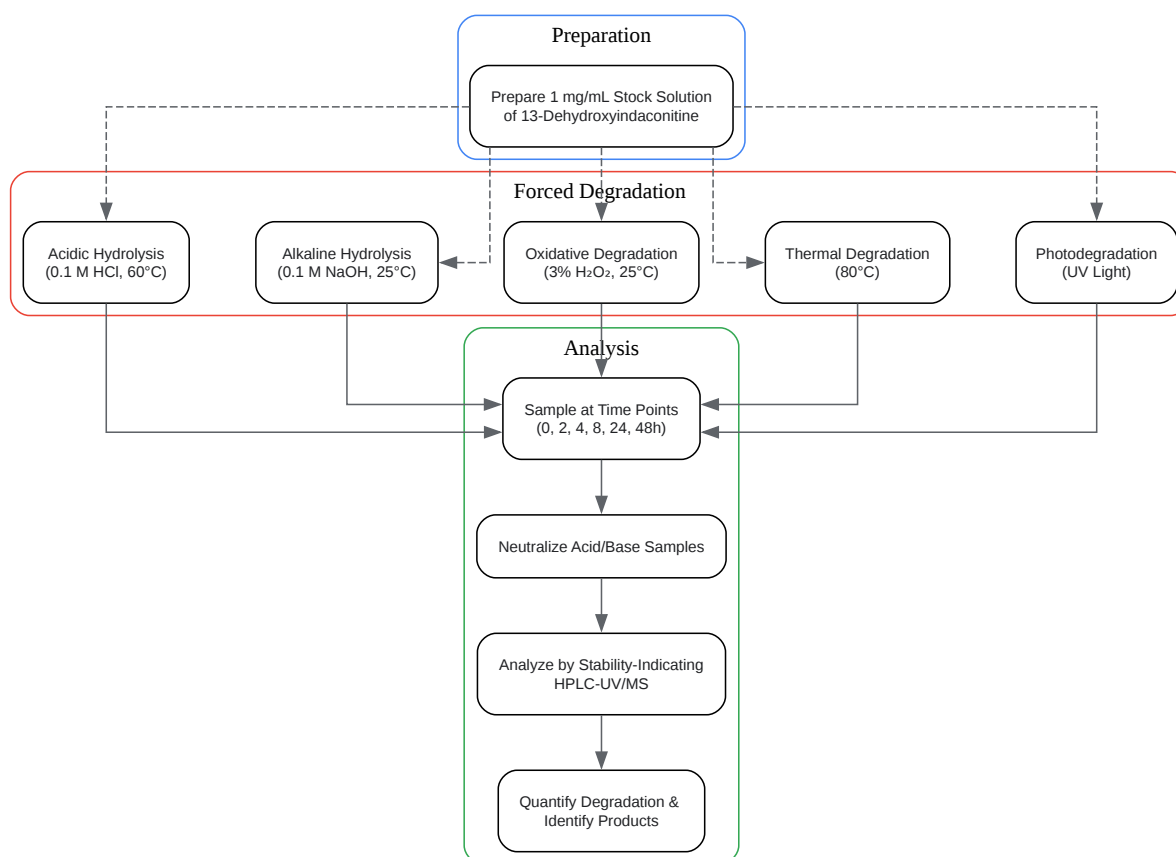 Preparation
Prepare 1 mg/mL Stock Solution
of 13-Dehydroxyindaconitine
Forced Degradation
Acidic Hydrolysis
(0.1 M HCl, 60°C)
Alkaline Hydrolysis
(0.1 M NaOH, 25°C)
Oxidative Degradation
(3% H₂O₂, 25°C)
Thermal Degradation
(80°C)
Photodegradation
(UV Light)
Analysis
Sample at Time Points
(0, 2, 4, 8, 24, 48h)
Neutralize Acid/Base Samples
Analyze by Stability-Indicating
HPLC-UV/MS
Quantify Degradation &
Identify Products